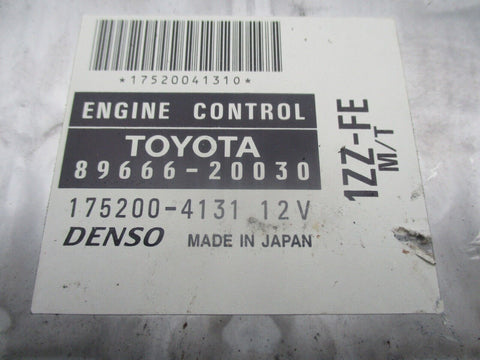 *17520041310*
ENGINE CONTROL
TOYOTA
89666-20030
175200-4131 12V
DENSO MADE IN JAPAN
1ZZ-FE
M/T